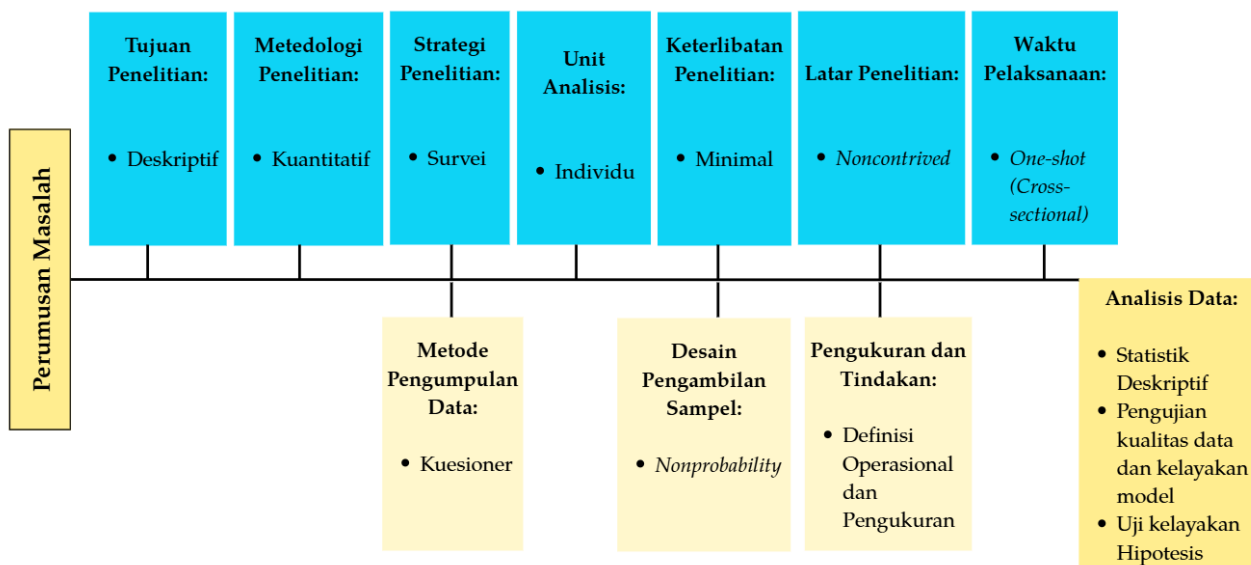 Perumusan Masalah
Tujuan
Penelitian:
• Deskriptif
Metedologi
Penelitian:
• Kuantitatif
Strategi
Penelitian:
• Survei
Unit
Analisis:
• Individu
Keterlibatan
Penelitian:
• Minimal
Latar Penelitian:
• Noncontrived
Waktu
Pelaksanaan:
• One-shot
(Cross-
sectional)
Metode
Pengumpulan
Data:
• Kuesioner
Desain
Pengambilan
Sampel:
• Nonprobability
Pengukuran dan
Tindakan:
• Definisi
Operasional
dan
Pengukuran
Analisis Data:
• Statistik
Deskriptif
• Pengujian
kualitas data
dan kelayakan
model
• Uji kelayakan
Hipotesis